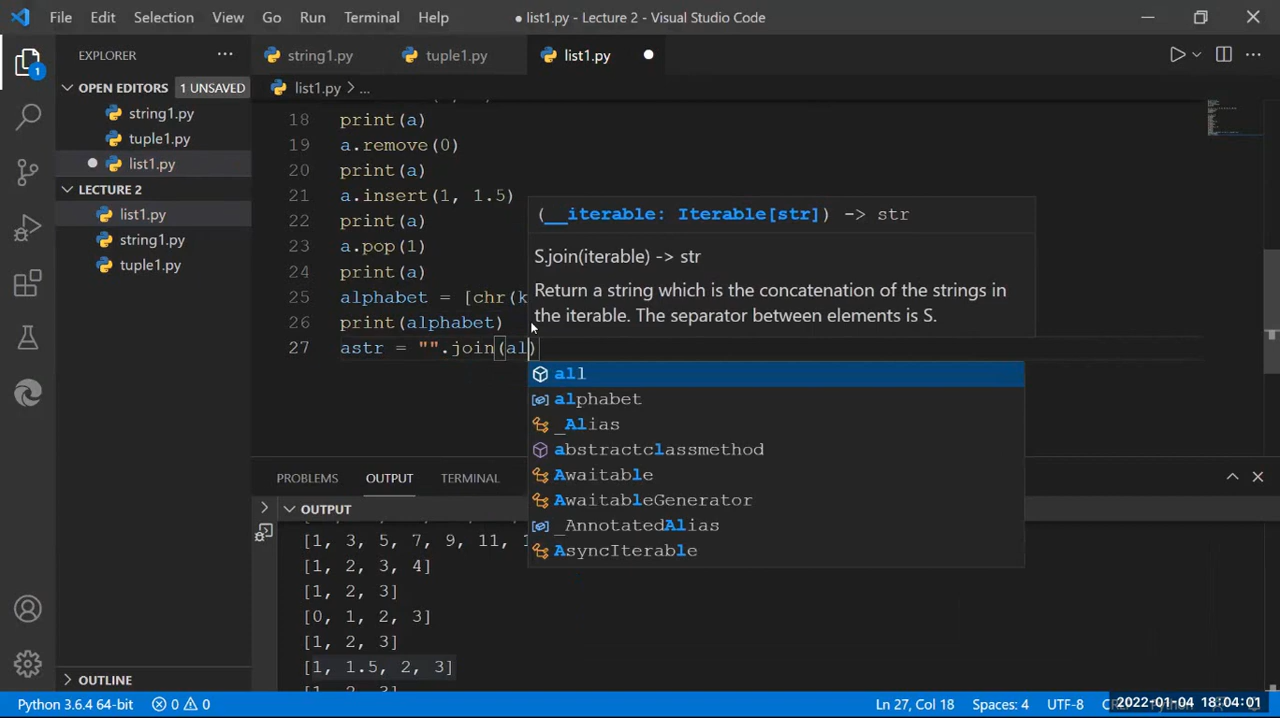 File Edit Selection View Go Run Terminal Help
● list1.py - Lecture 2 - Visual Studio Code
EXPLORER
string1.py
tuple1.py
list1.py
OPEN EDITORS 1 UNSAVED
list1.py > ...
string1.py
tuple1.py
list1.py
LECTURE 2
list1.py
string1.py
tuple1.py
OUTLINE
1
18 print(a)
19 a.remove(0)
20 print(a)
21 a.insert(1, 1.5)
22 print(a)
23 a.pop(1)
24 print(a)
25 alphabet = [chr(k
26 print(alphabet)
27 astr = "".join(al)
(__iterable: Iterable[str]) -> str
S.join(iterable) -> str
Return a string which is the concatenation of the strings in
the iterable. The separator between elements is S.
all
alphabet
_Alias
abstractclassmethod
Awaitable
AwaitableGenerator
_AnnotatedAlias
AsyncIterable
PROBLEMS OUTPUT TERMINAL
OUTPUT
[1, 3, 5, 7, 9, 11, 1
[1, 2, 3, 4]
[1, 2, 3]
[0, 1, 2, 3]
[1, 2, 3]
[1, 1.5, 2, 3]
[1, 2, 3]
Python 3.6.4 64-bit 0 0 Ln 27, Col 18 Spaces: 4 UTF-8
2022-01-04 18:04:01